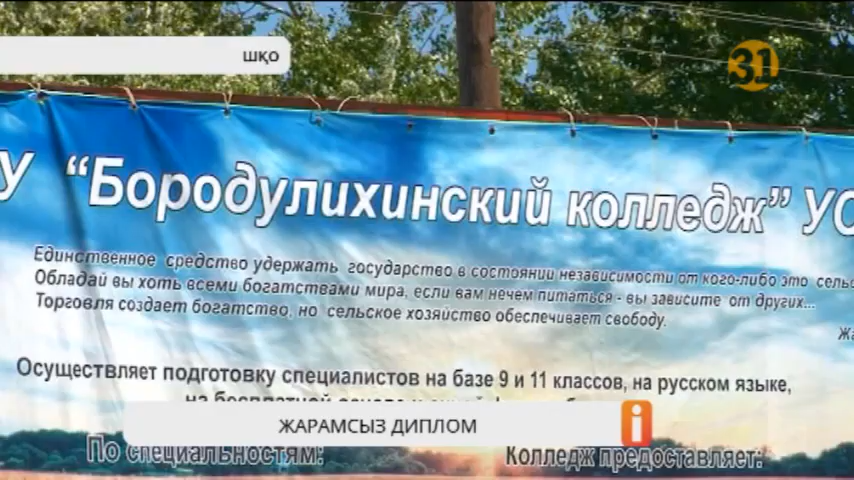 ШҚО
31
У “Бородулихинский колледж” УС
Единственное средство удержать государство в состоянии независимости от кого-либо это сель
Обладай вы хоть всеми богатствами мира, если вам нечем питаться - вы зависите от других...
Торговля создает богатство, но сельское хозяйство обеспечивает свободу.
Жа
Осуществляет подготовку специалистов на базе 9 и 11 классов, на русском языке,
ЖАРАМСЫЗ ДИПЛОМ
i
По специальностям: Колледж предоставляет: